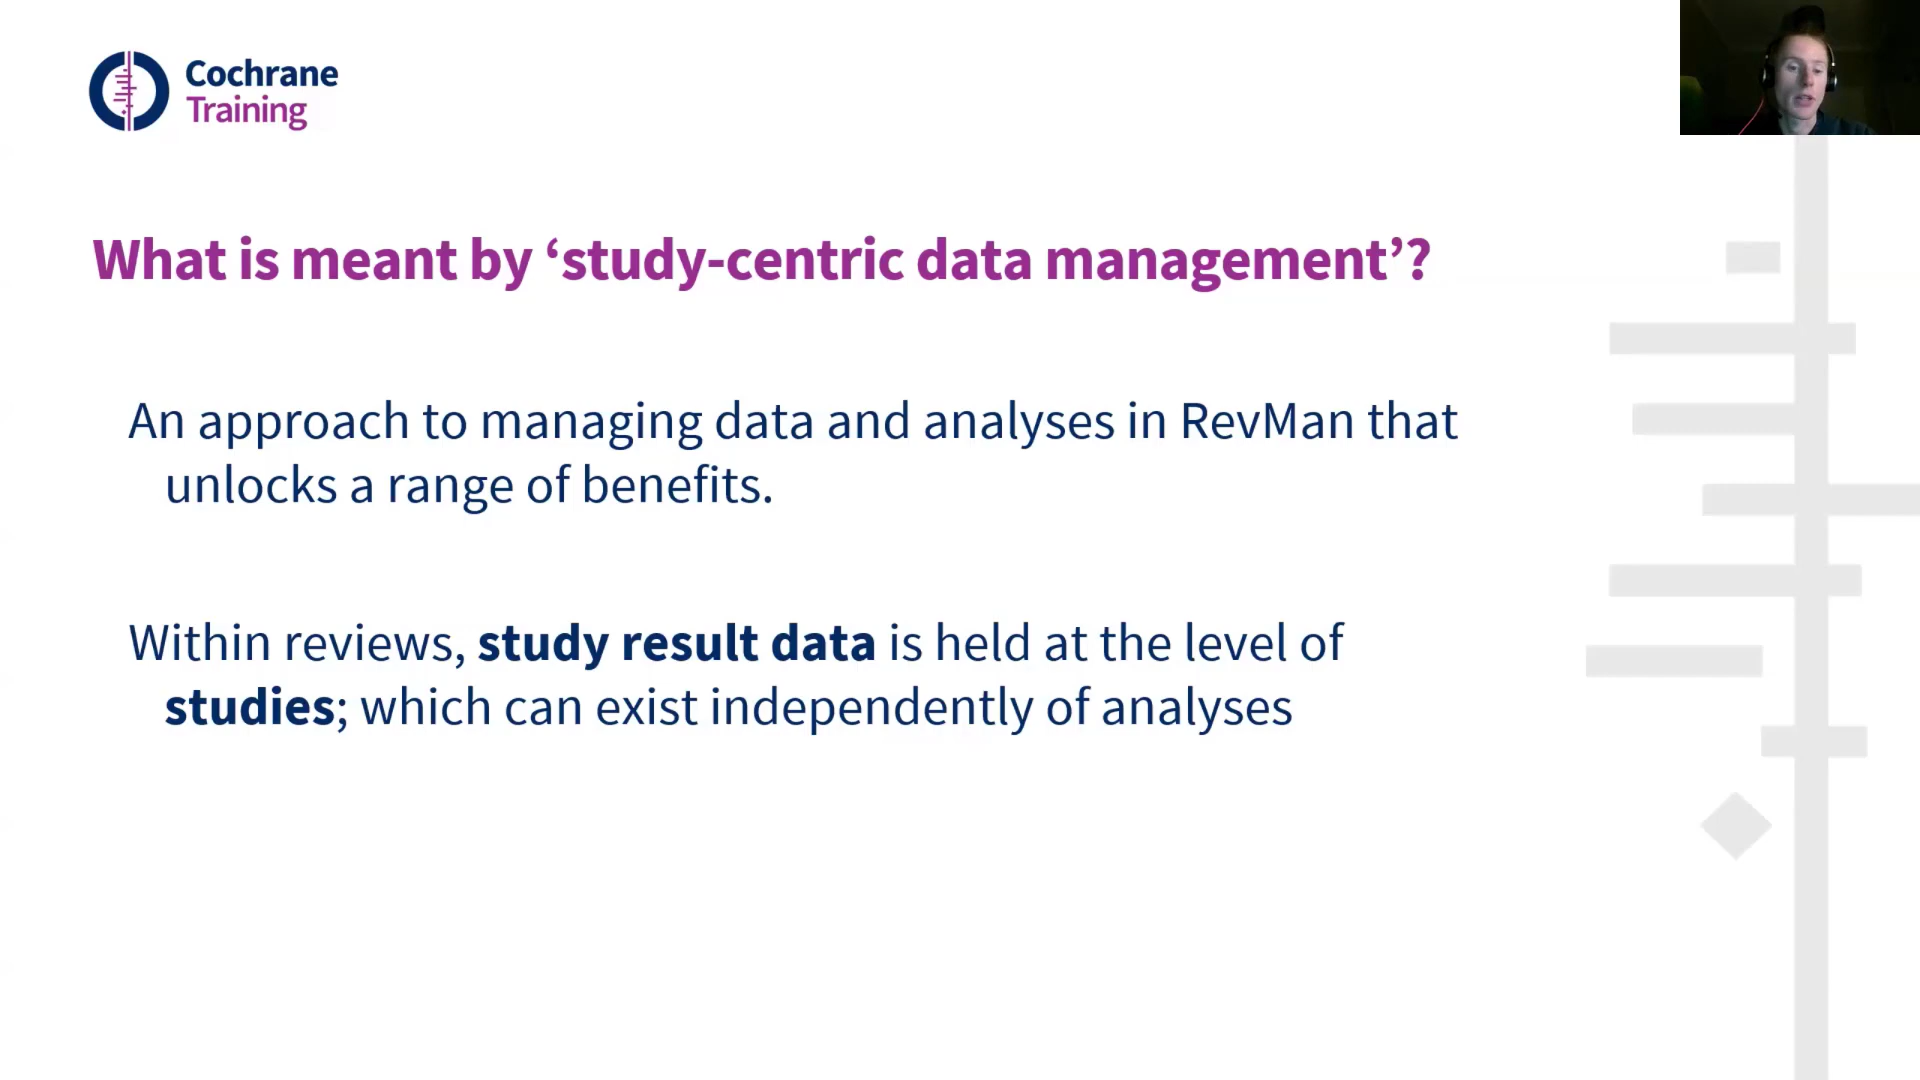 Cochrane
Training
What is meant by ‘study-centric data management’?
An approach to managing data and analyses in RevMan that
unlocks a range of benefits.
Within reviews, study result data is held at the level of
studies; which can exist independently of analyses